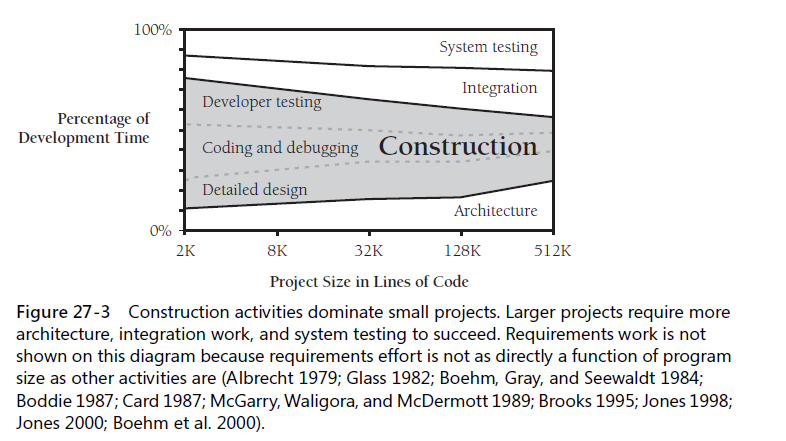 100%
System testing
Integration
Developer testing
Percentage of
Development Time
Coding and debugging
Construction
Detailed design
Architecture
0%
2K 8K 32K 128K 512K
Project Size in Lines of Code
Figure 27-3 Construction activities dominate small projects. Larger projects require more
architecture, integration work, and system testing to succeed. Requirements work is not
shown on this diagram because requirements effort is not as directly a function of program
size as other activities are (Albrecht 1979; Glass 1982; Boehm, Gray, and Seewaldt 1984;
Boddie 1987; Card 1987; McGarry, Waligora, and McDermott 1989; Brooks 1995; Jones 1998;
Jones 2000; Boehm et al. 2000).